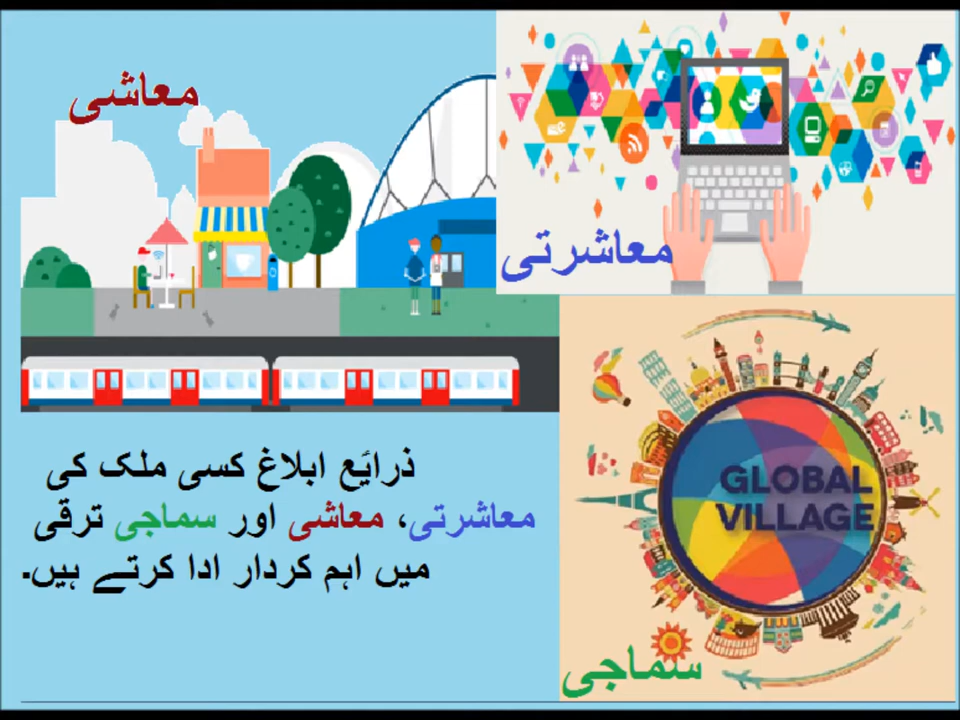 معاشی
معاشرتی
GLOBAL
VILLAGE
ذرائع ابلاغ کسی ملک کی
معاشرتی، معاشی اور سماجی ترقی
میں اہم کردار ادا کرتے ہیں۔
سماجی